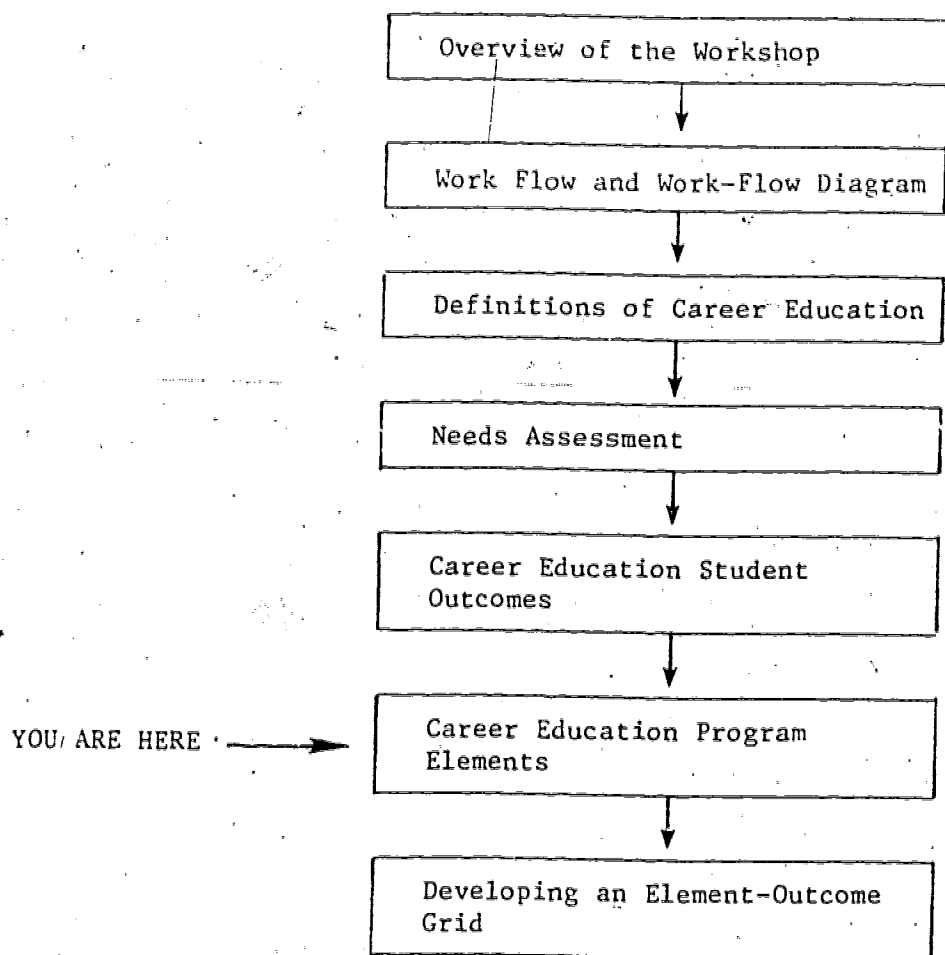 Overview of the Workshop
Work Flow and Work-Flow Diagram
Definitions of Career Education
Needs Assessment
Career Education Student
Outcomes
YOU ARE HERE
Career Education Program
Elements
Developing an Element-Outcome
Grid